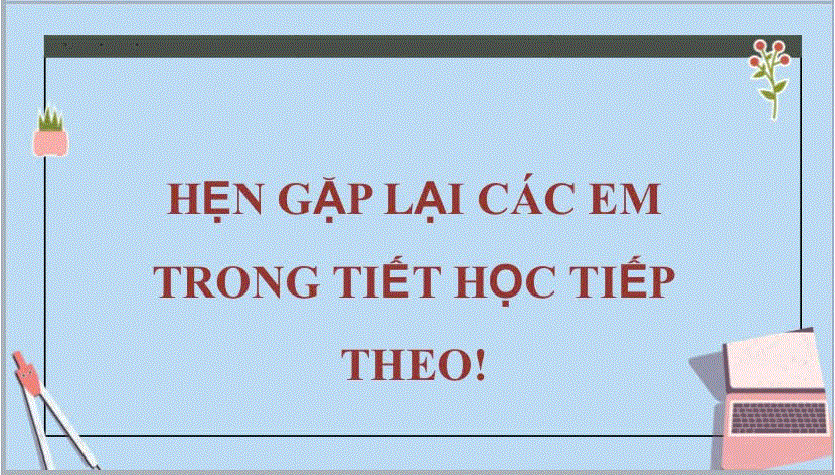 HẸN GẶP LẠI CÁC EM
TRONG TIẾT HỌC TIẾP
THEO!